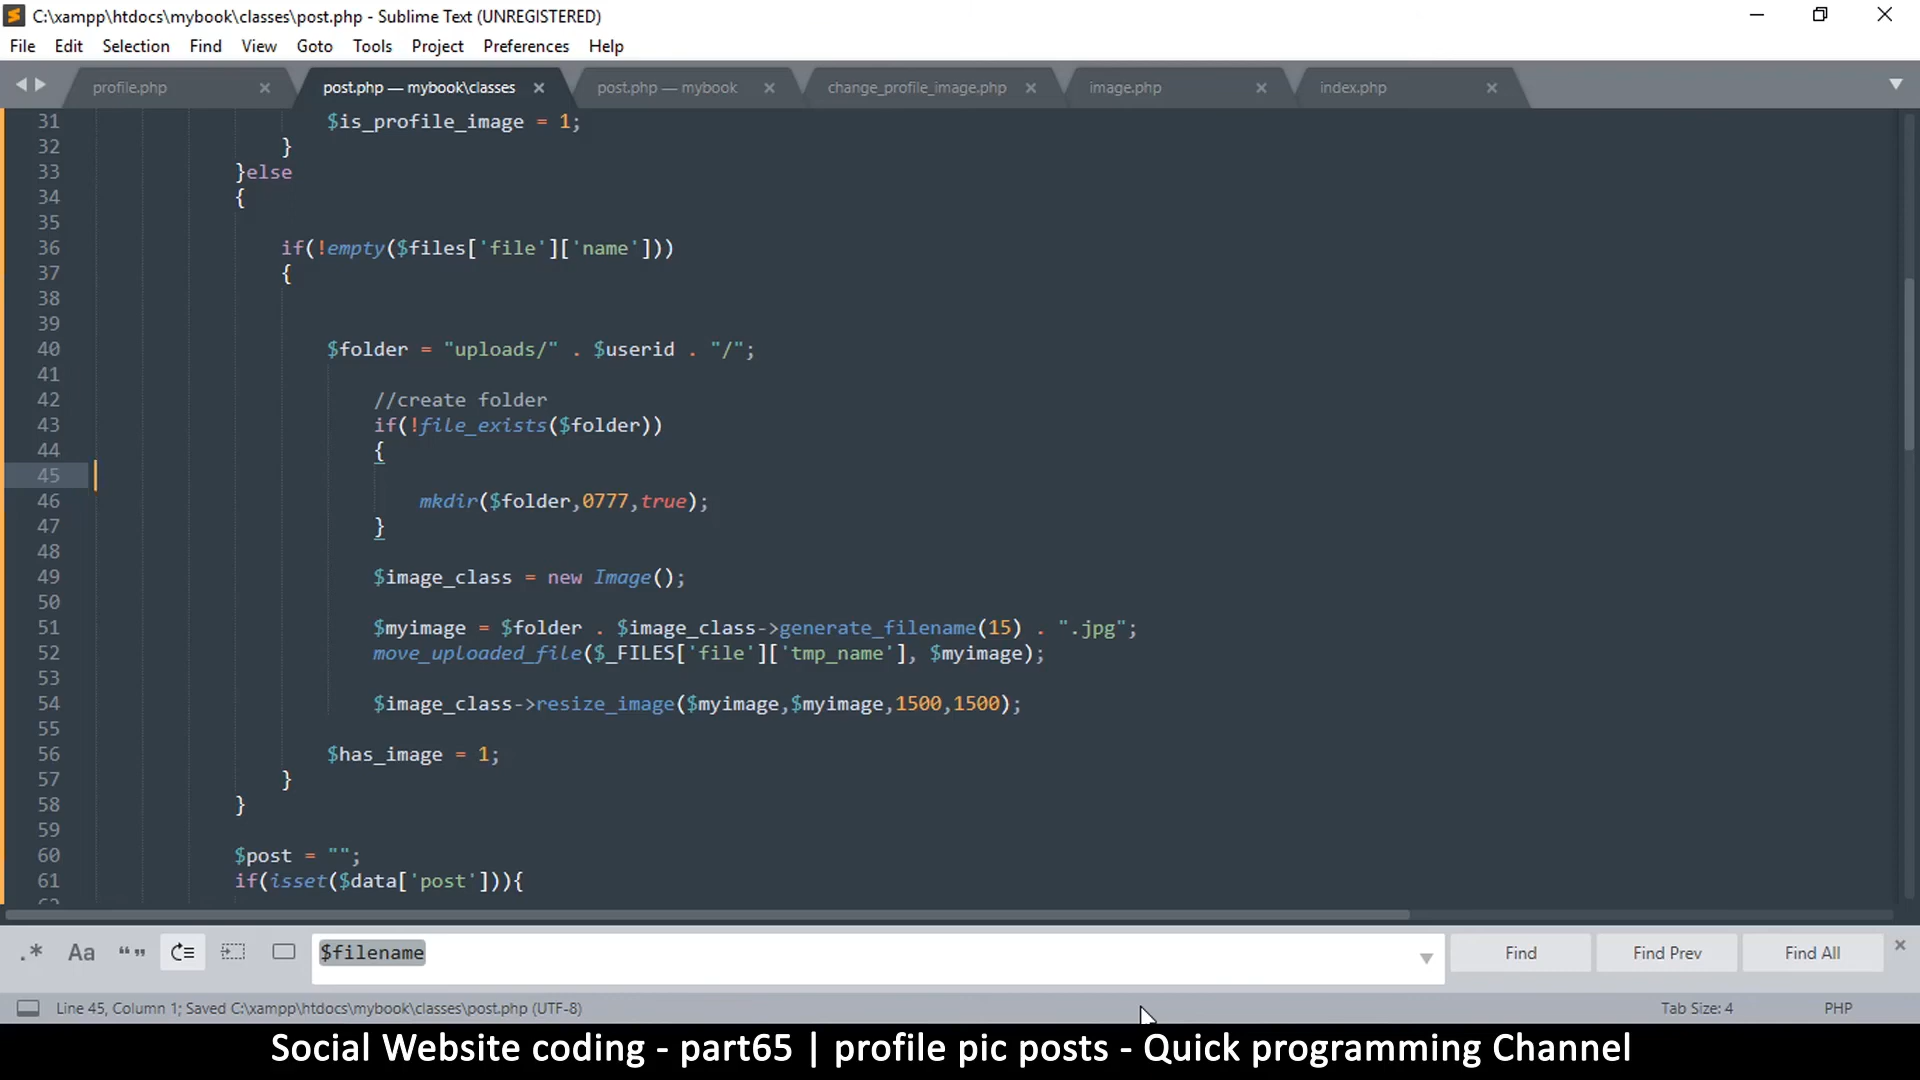 C:\xampp\htdocs\mybook\classes\post.php - Sublime Text (UNREGISTERED)
File Edit Selection Find View Goto Tools Project Preferences Help
profile.php post.php — mybook\classes post.php — mybook change_profile_image.php image.php index.php
31 $is_profile_image = 1;
32 }
33 }else
34 {
35
36 if(!empty($files['file']['name']))
37 {
38
39
40 $folder = "uploads/" . $userid . "/";
41
42 //create folder
43 if(!file_exists($folder))
44 {
45
46 mkdir($folder,0777,true);
47 }
48
49 $image_class = new Image();
50
51 $myimage = $folder . $image_class->generate_filename(15) . ".jpg";
52 move_uploaded_file($_FILES['file']['tmp_name'], $myimage);
53
54 $image_class->resize_image($myimage,$myimage,1500,1500);
55
56 $has_image = 1;
57 }
58 }
59
60 $post = "";
61 if(isset($data['post'])){
62
.* Aa “” $filename Find Find Prev Find All
Line 45, Column 1; Saved C:\xampp\htdocs\mybook\classes\post.php (UTF-8) Tab Size: 4 PHP
Social Website coding - part65 | profile pic posts - Quick programming Channel